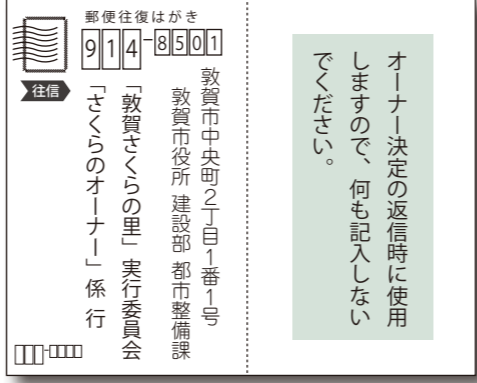 郵便往復はがき
914-8501
往信
敦賀市中央町2丁目1番1号
敦賀市役所 建設部 都市整備課
「敦賀さくらの里」実行委員会
「さくらのオーナー」係 行
オーナー決定の返信時に使用
しますので、何も記入しない
でください。